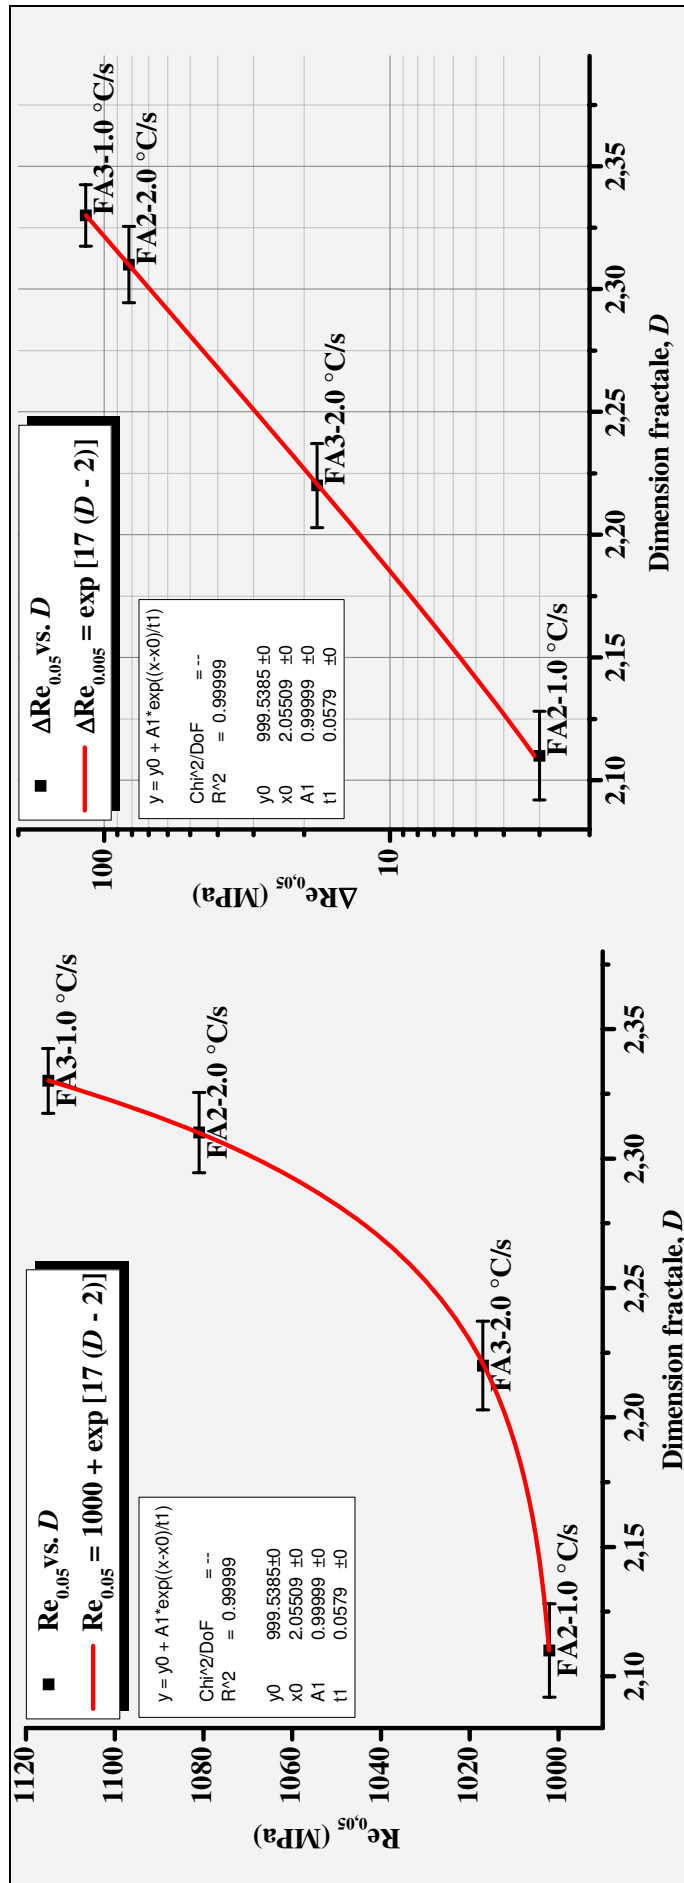 Re0.05 vs. D
Re0.05 = 1000 + exp [17 (D - 2)]
y = y0 + A1*exp((x-x0)/t1)
Chi^2/DoF = --
R^2 = 0.99999
y0 999.5385±0
x0 2.05509 ±0
A1 0.99999 ±0
t1 0.0579 ±0
FA3-1.0 °C/s
FA2-2.0 °C/s
FA3-2.0 °C/s
FA2-1.0 °C/s
1120
1100
1080
1060
1040
1020
1000
Re0,05 (MPa)
2,10 2,15 2,20 2,25 2,30 2,35
Dimension fractale, D
ΔRe0.05 vs. D
ΔRe0.005 = exp [17 (D - 2)]
y = y0 + A1*exp((x-x0)/t1)
Chi^2/DoF = --
R^2 = 0.99999
y0 999.5385 ±0
x0 2.05509 ±0
A1 0.99999 ±0
t1 0.0579 ±0
FA3-1.0 °C/s
FA2-2.0 °C/s
FA3-2.0 °C/s
FA2-1.0 °C/s
100
10
ΔRe0,05 (MPa)
2,10 2,15 2,20 2,25 2,30 2,35
Dimension fractale, D